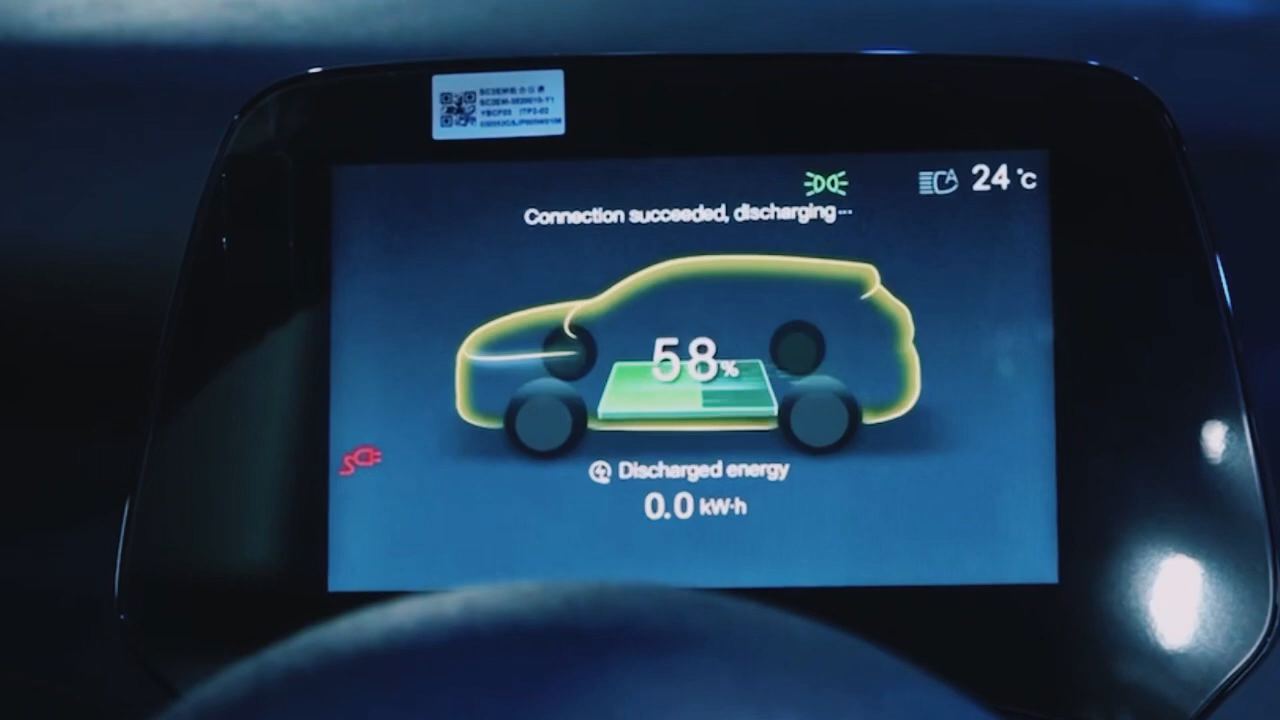 24 °C
Connection succeeded, discharging···
58%
Discharged energy
0.0 kW·h